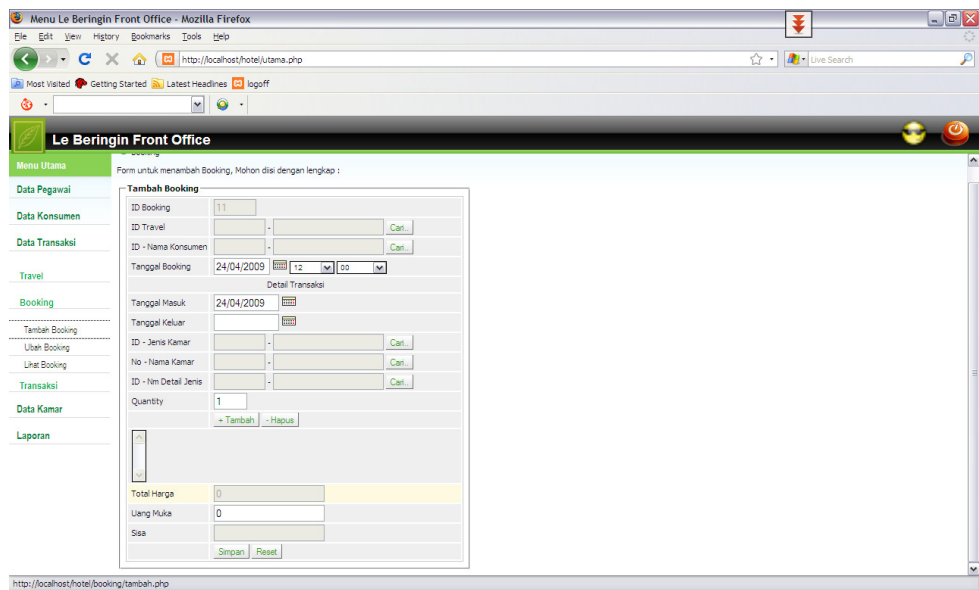 Menu Le Beringin Front Office - Mozilla Firefox
File Edit View History Bookmarks Tools Help
http://localhost/hotel/utama.php
Live Search
Most Visited Getting Started Latest Headlines logoff
Le Beringin Front Office
Menu Utama
Data Pegawai
Data Konsumen
Data Transaksi
Travel
Booking
Tambah Booking
Ubah Booking
Lihat Booking
Transaksi
Data Kamar
Laporan
Form untuk menambah Booking, Mohon diisi dengan lengkap :
Tambah Booking
ID Booking 11
ID Travel - Cari..
ID - Nama Konsumen - Cari..
Tanggal Booking 24/04/2009 12 00
Detail Transaksi
Tanggal Masuk 24/04/2009
Tanggal Keluar
ID - Jenis Kamar - Cari..
No - Nama Kamar - Cari..
ID - Nm Detail Jenis - Cari..
Quantity 1
+ Tambah - Hapus
Total Harga 0
Uang Muka 0
Sisa
Simpan Reset
http://localhost/hotel/booking/tambah.php